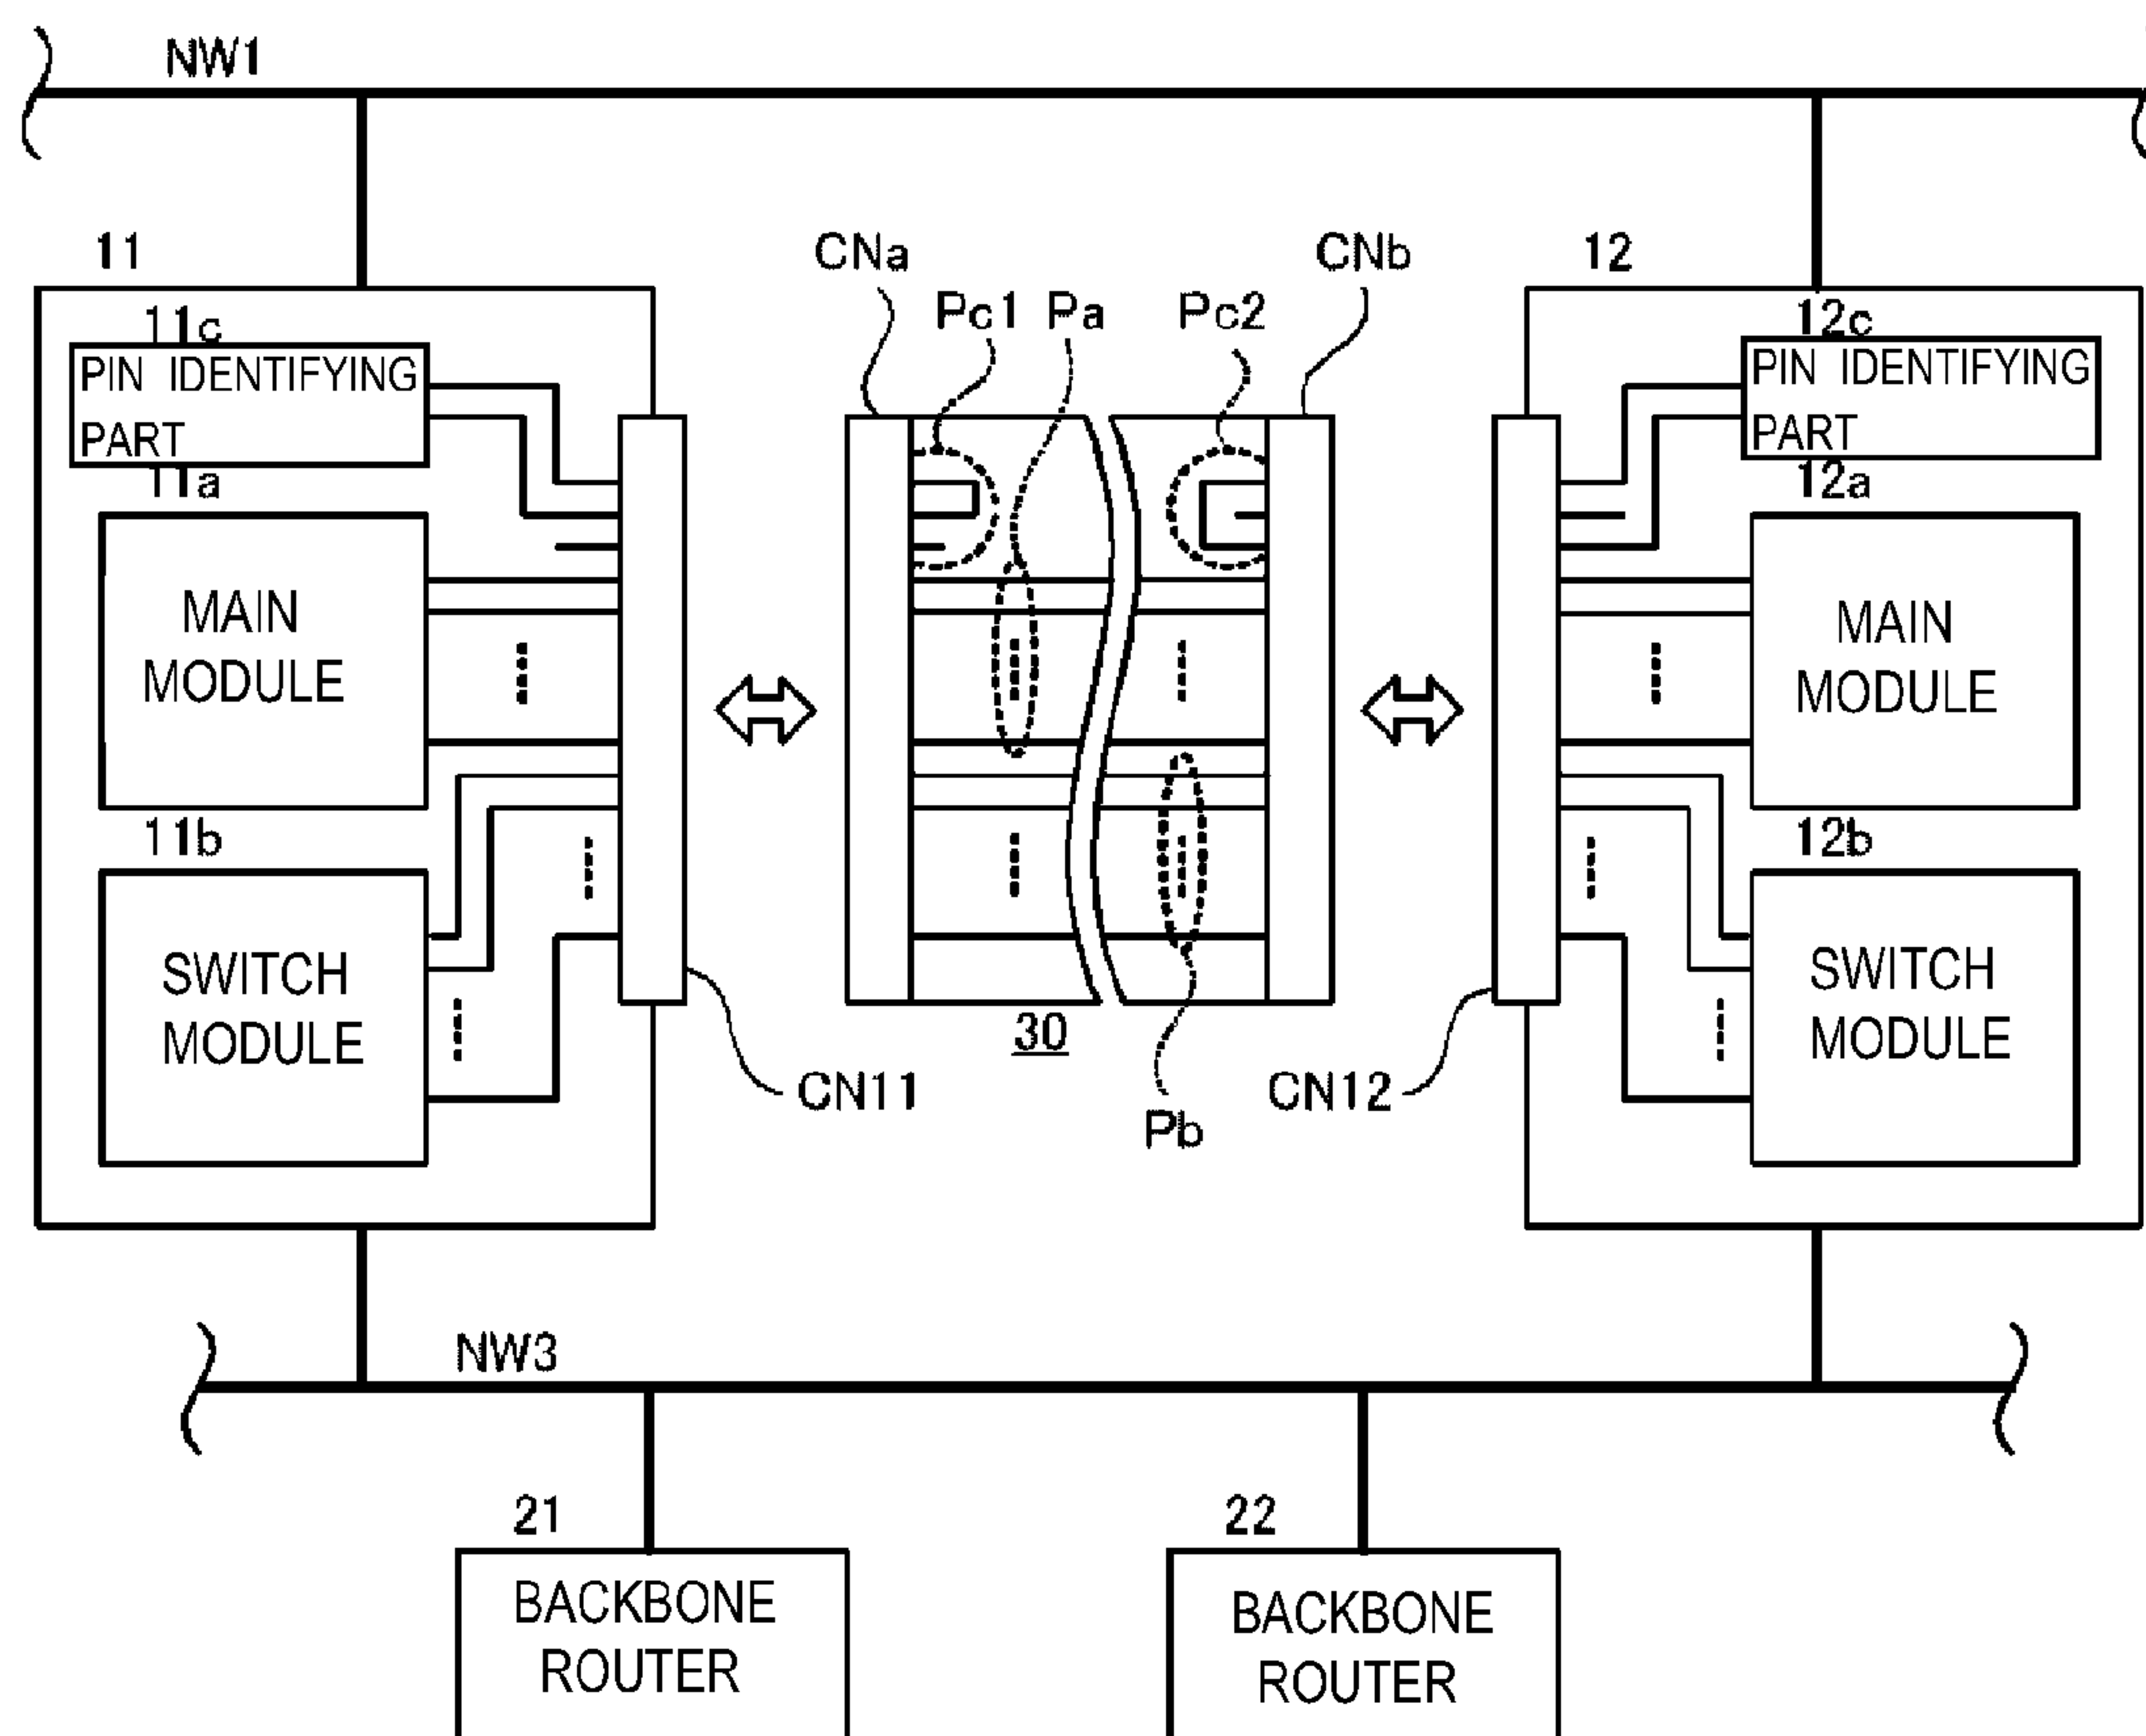 NW1
11
CNa
CNb
12
Pc1
Pa
Pc2
11c
12c
PIN IDENTIFYING
PART
PIN IDENTIFYING
PART
11a
12a
MAIN
MODULE
MAIN
MODULE
11b
12b
SWITCH
MODULE
SWITCH
MODULE
30
CN11
CN12
Pb
NW3
21
22
BACKBONE
ROUTER
BACKBONE
ROUTER